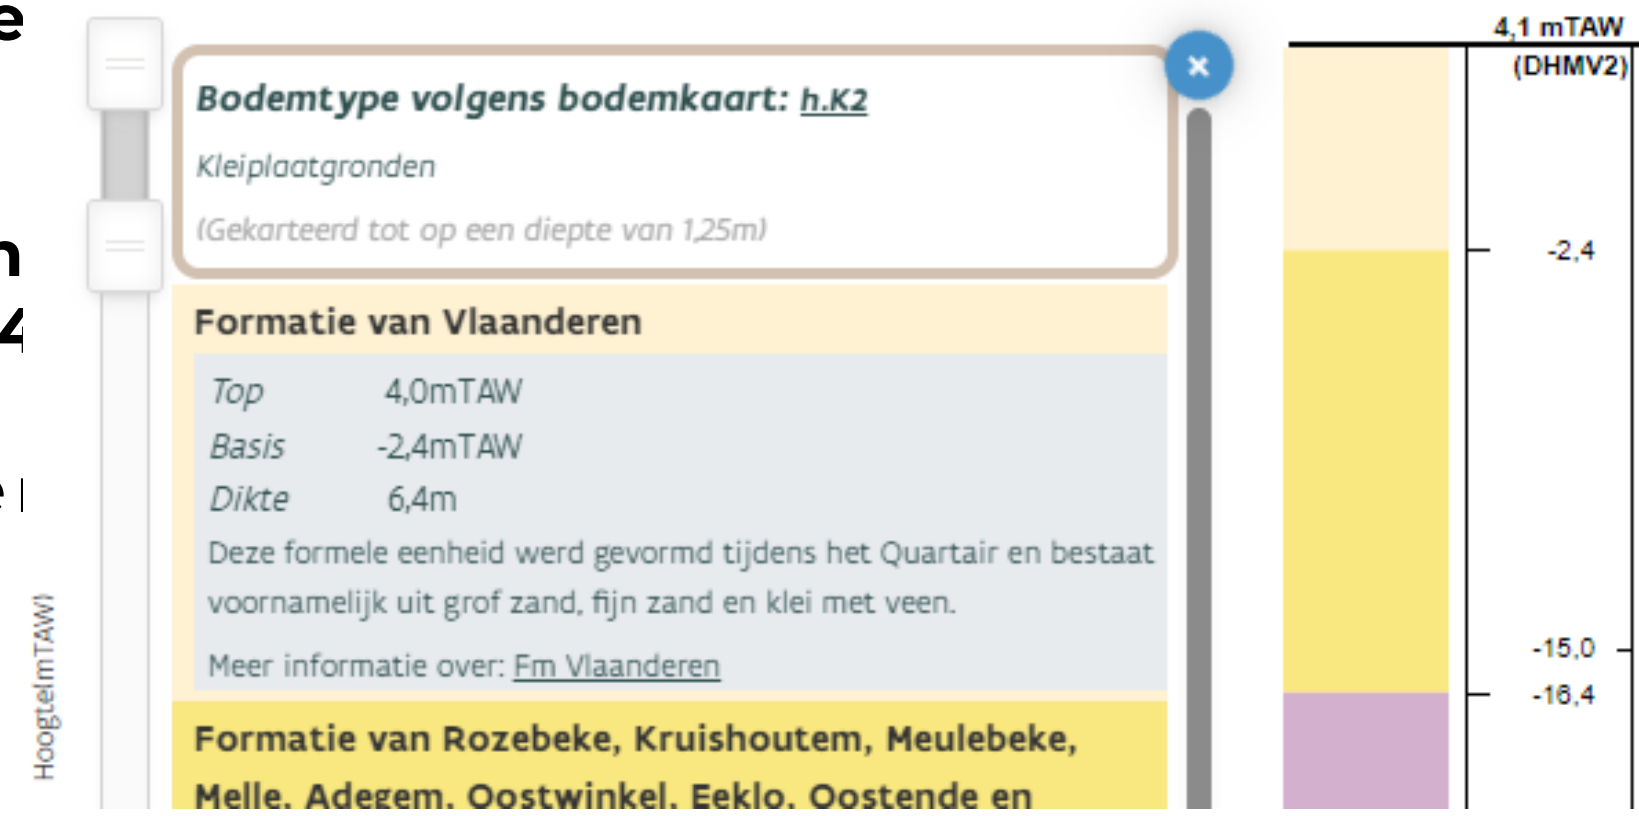 Bodemtype volgens bodemkaart: h.K2
Kleiplaatgronden
(Gekarteerd tot op een diepte van 1,25m)
Formatie van Vlaanderen
Top 4,0mTAW
Basis -2,4mTAW
Dikte 6,4m
Deze formele eenheid werd gevormd tijdens het Quartair en bestaat
voornamelijk uit grof zand, fijn zand en klei met veen.
Meer informatie over: Fm Vlaanderen
Formatie van Rozebeke, Kruishoutem, Meulebeke,
Melle, Adegem, Oostwinkel, Eeklo, Oostende en
4,1 mTAW
(DHMV2)
-2,4
-15,0
-16,4